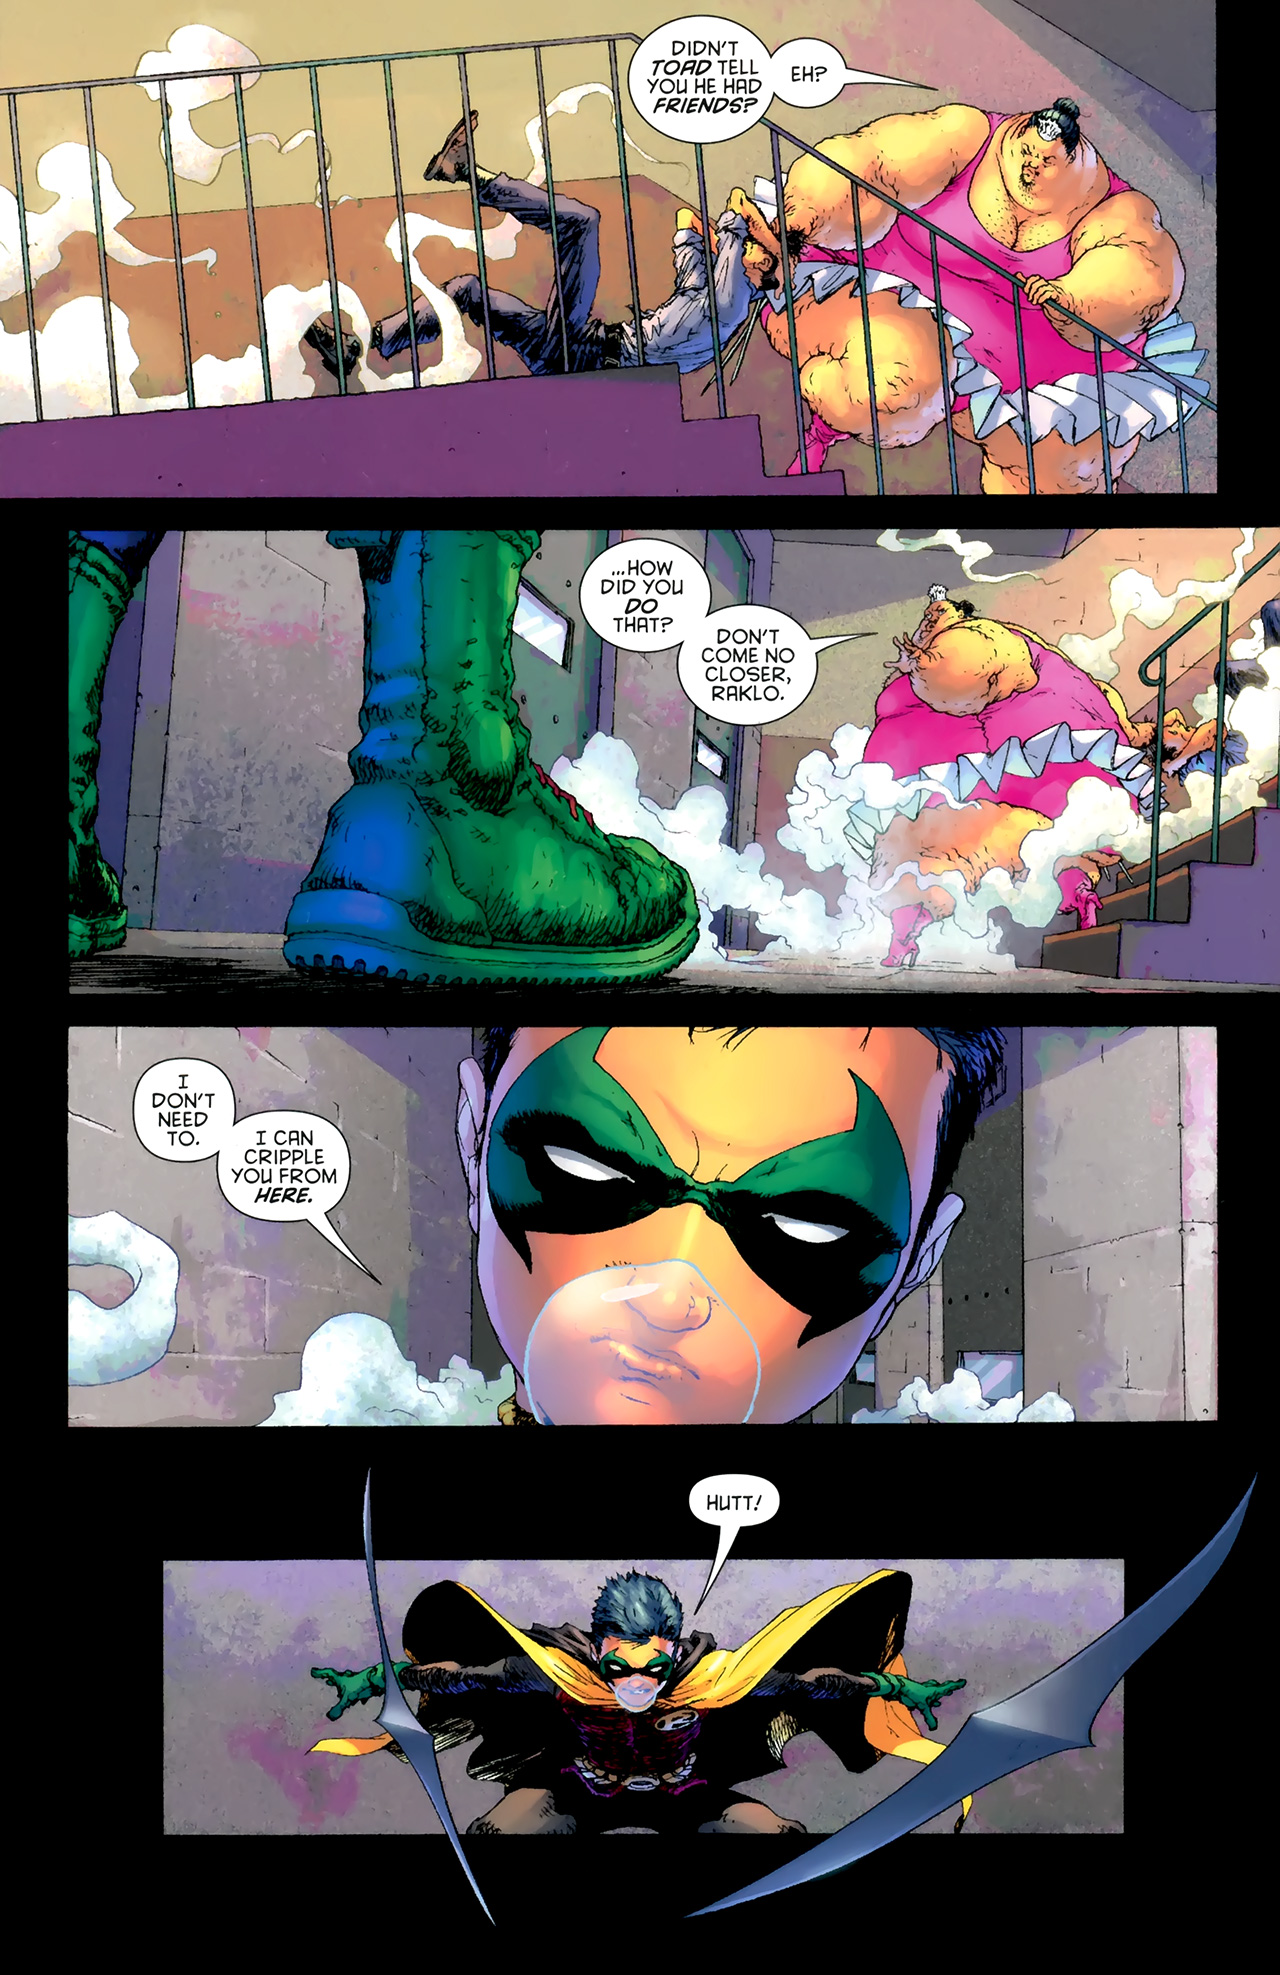 DIDN'T
TOAD TELL
YOU HE HAD
FRIENDS?
EH?
...HOW
DID YOU
DO
THAT?
DON'T
COME NO
CLOSER,
RAKLO.
I
DON'T
NEED
TO.
I CAN
CRIPPLE
YOU FROM
HERE.
HUTT!
R